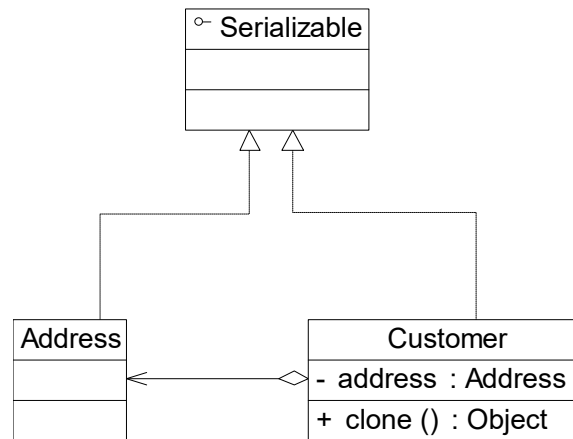 Serializable
Address
Customer
- address : Address
+ clone () : Object